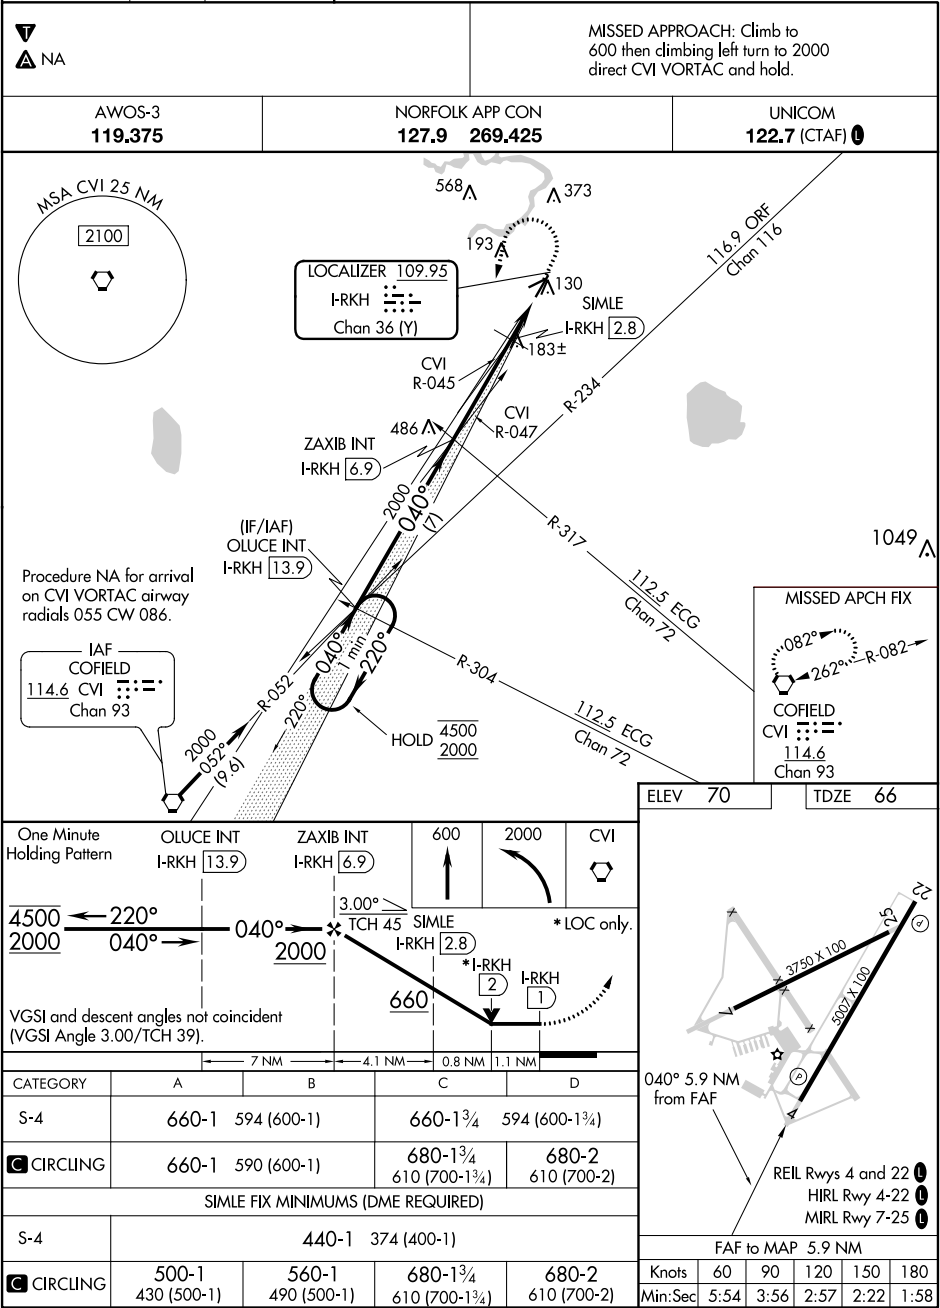 T
A NA
MISSED APPROACH: Climb to
600 then climbing left turn to 2000
direct CVI VORTAC and hold.
AWOS-3
119.375
NORFOLK APP CON
127.9 269.425
UNICOM
122.7 (CTAF) L
MSA CVI 25 NM
2100
568
373
193
130
LOCALIZER 109.95
I-RKH
Chan 36 (Y)
SIMLE
I-RKH 2.8
183±
116.9 ORF
Chan 116
R-234
CVI
R-045
CVI
R-047
486
ZAXIB INT
I-RKH 6.9
2000
040°
(7)
(IF/IAF)
OLUCE INT
I-RKH 13.9
R-317
112.5 ECG
Chan 72
1049
Procedure NA for arrival
on CVI VORTAC airway
radials 055 CW 086.
IAF
COFIELD
114.6 CVI
Chan 93
2000
052°
(9.6)
R-052
220°
040°
1 min
220°
HOLD 4500
2000
R-304
112.5 ECG
Chan 72
MISSED APCH FIX
082°
262°
R-082
COFIELD
CVI
114.6
Chan 93
ELEV 70
TDZE 66
One Minute
Holding Pattern
OLUCE INT
I-RKH 13.9
ZAXIB INT
I-RKH 6.9
600
2000
CVI
4500
2000
220°
040°
040°
2000
3.00°
TCH 45
SIMLE
I-RKH 2.8
*LOC only.
*I-RKH
2
I-RKH
1
660
VGSI and descent angles not coincident
(VGSI Angle 3.00/TCH 39).
7 NM
4.1 NM
0.8 NM
1.1 NM
22
25
P
3750 X 100
5007 X 100
7
P
4
040° 5.9 NM
from FAF
REIL Rwys 4 and 22 L
HIRL Rwy 4-22 L
MIRL Rwy 7-25 L
CATEGORY A B C D
S-4 660-1 594 (600-1) 660-1¾ 594 (600-1¾)
C CIRCLING 660-1 590 (600-1) 680-1¾ 610 (700-1¾) 680-2 610 (700-2)
SIMLE FIX MINIMUMS (DME REQUIRED)
S-4 440-1 374 (400-1)
C CIRCLING 500-1 430 (500-1) 560-1 490 (500-1) 680-1¾ 610 (700-1¾) 680-2 610 (700-2)
FAF to MAP 5.9 NM
Knots 60 90 120 150 180
Min:Sec 5:54 3:56 2:57 2:22 1:58